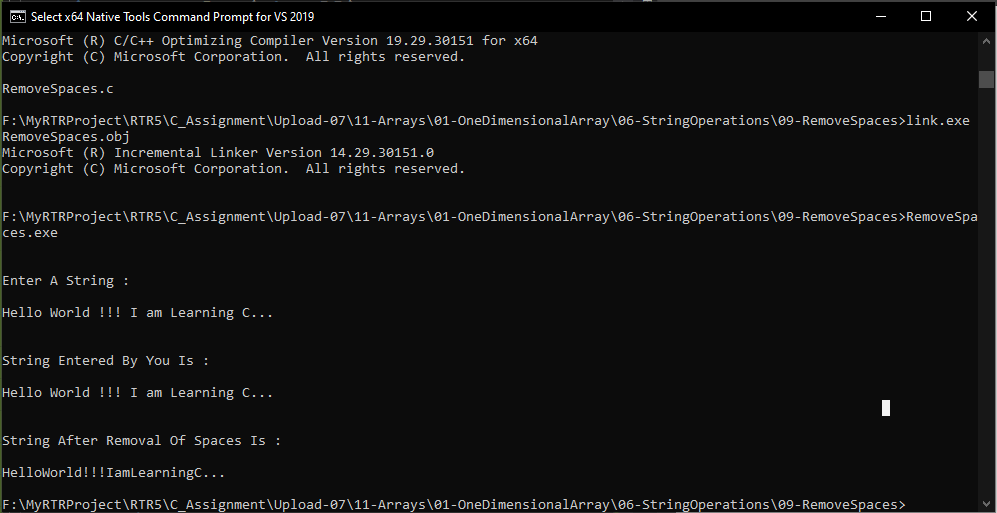 Select x64 Native Tools Command Prompt for VS 2019
Microsoft (R) C/C++ Optimizing Compiler Version 19.29.30151 for x64
Copyright (C) Microsoft Corporation.  All rights reserved.
RemoveSpaces.c
F:\MyRTRProject\RTR5\C_Assignment\Upload-07\11-Arrays\01-OneDimensionalArray\06-StringOperations\09-RemoveSpaces>link.exe
RemoveSpaces.obj
Microsoft (R) Incremental Linker Version 14.29.30151.0
Copyright (C) Microsoft Corporation.  All rights reserved.
F:\MyRTRProject\RTR5\C_Assignment\Upload-07\11-Arrays\01-OneDimensionalArray\06-StringOperations\09-RemoveSpaces>RemoveSpa
ces.exe
Enter A String :
Hello World !!! I am Learning C...
String Entered By You Is :
Hello World !!! I am Learning C...
String After Removal Of Spaces Is :
HelloWorld!!!IamLearningC...
F:\MyRTRProject\RTR5\C_Assignment\Upload-07\11-Arrays\01-OneDimensionalArray\06-StringOperations\09-RemoveSpaces>